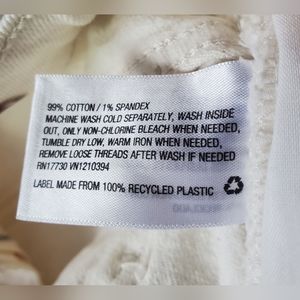 99% COTTON / 1% SPANDEX
MACHINE WASH COLD SEPARATELY, WASH INSIDE
OUT, ONLY NON-CHLORINE BLEACH WHEN NEEDED,
TUMBLE DRY LOW, WARM IRON WHEN NEEDED,
REMOVE LOOSE THREADS AFTER WASH IF NEEDED
RN17730 VN1210394
LABEL MADE FROM 100% RECYCLED PLASTIC